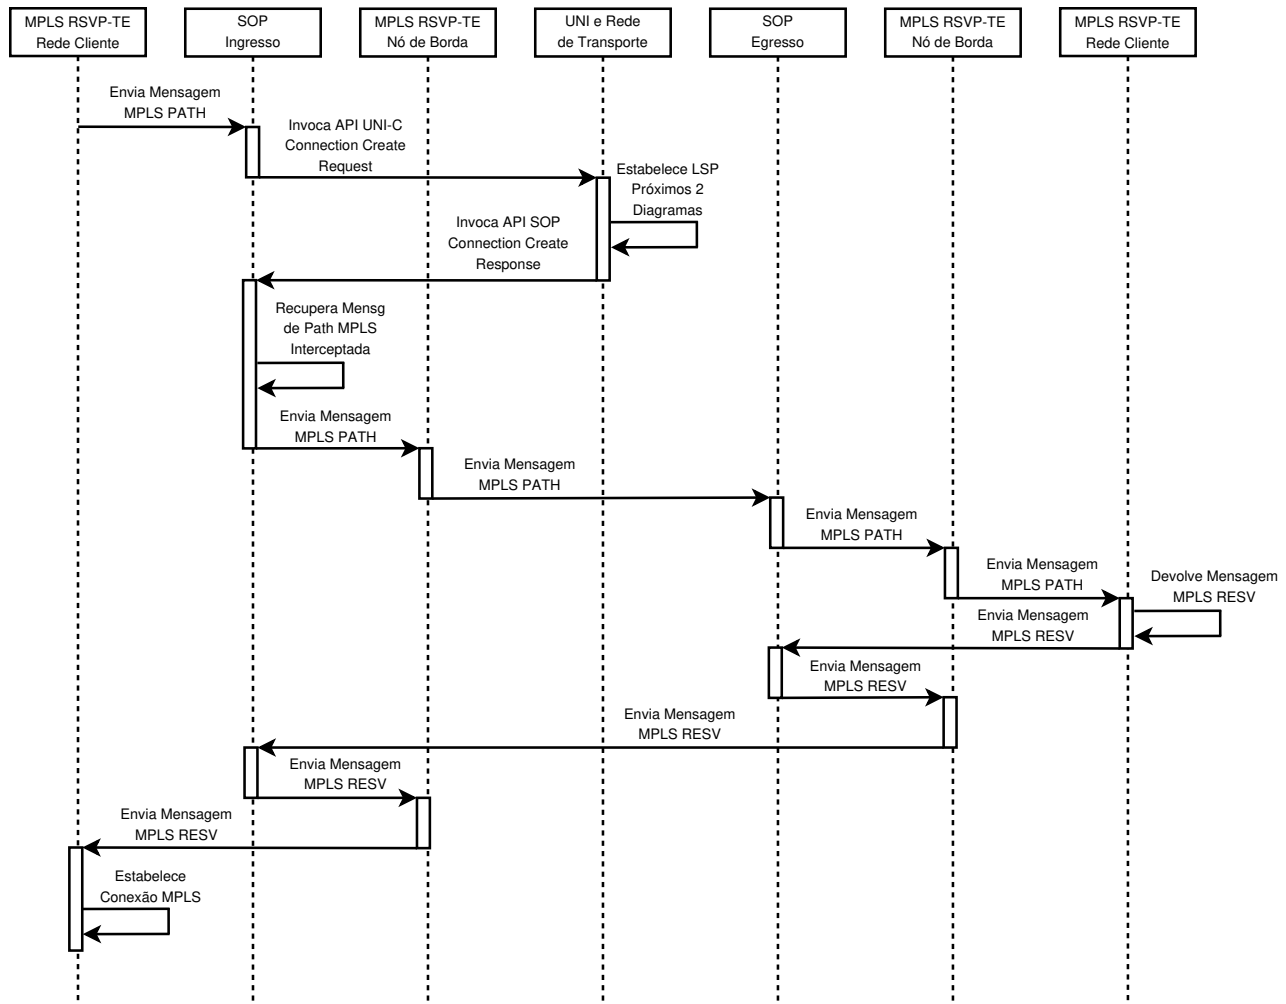 MPLS RSVP-TE
Rede Cliente
SOP
Ingresso
MPLS RSVP-TE
Nó de Borda
UNI e Rede
de Transporte
SOP
Egresso
MPLS RSVP-TE
Nó de Borda
MPLS RSVP-TE
Rede Cliente
Envia Mensagem
MPLS PATH
Invoca API UNI-C
Connection Create
Request
Estabelece LSP
Próximos 2
Diagramas
Invoca API SOP
Connection Create
Response
Recupera Mensg
de Path MPLS
Interceptada
Envia Mensagem
MPLS PATH
Envia Mensagem
MPLS PATH
Envia Mensagem
MPLS PATH
Envia Mensagem
MPLS PATH
Devolve Mensagem
MPLS RESV
Envia Mensagem
MPLS RESV
Envia Mensagem
MPLS RESV
Envia Mensagem
MPLS RESV
Envia Mensagem
MPLS RESV
Envia Mensagem
MPLS RESV
Estabelece
Conexão MPLS